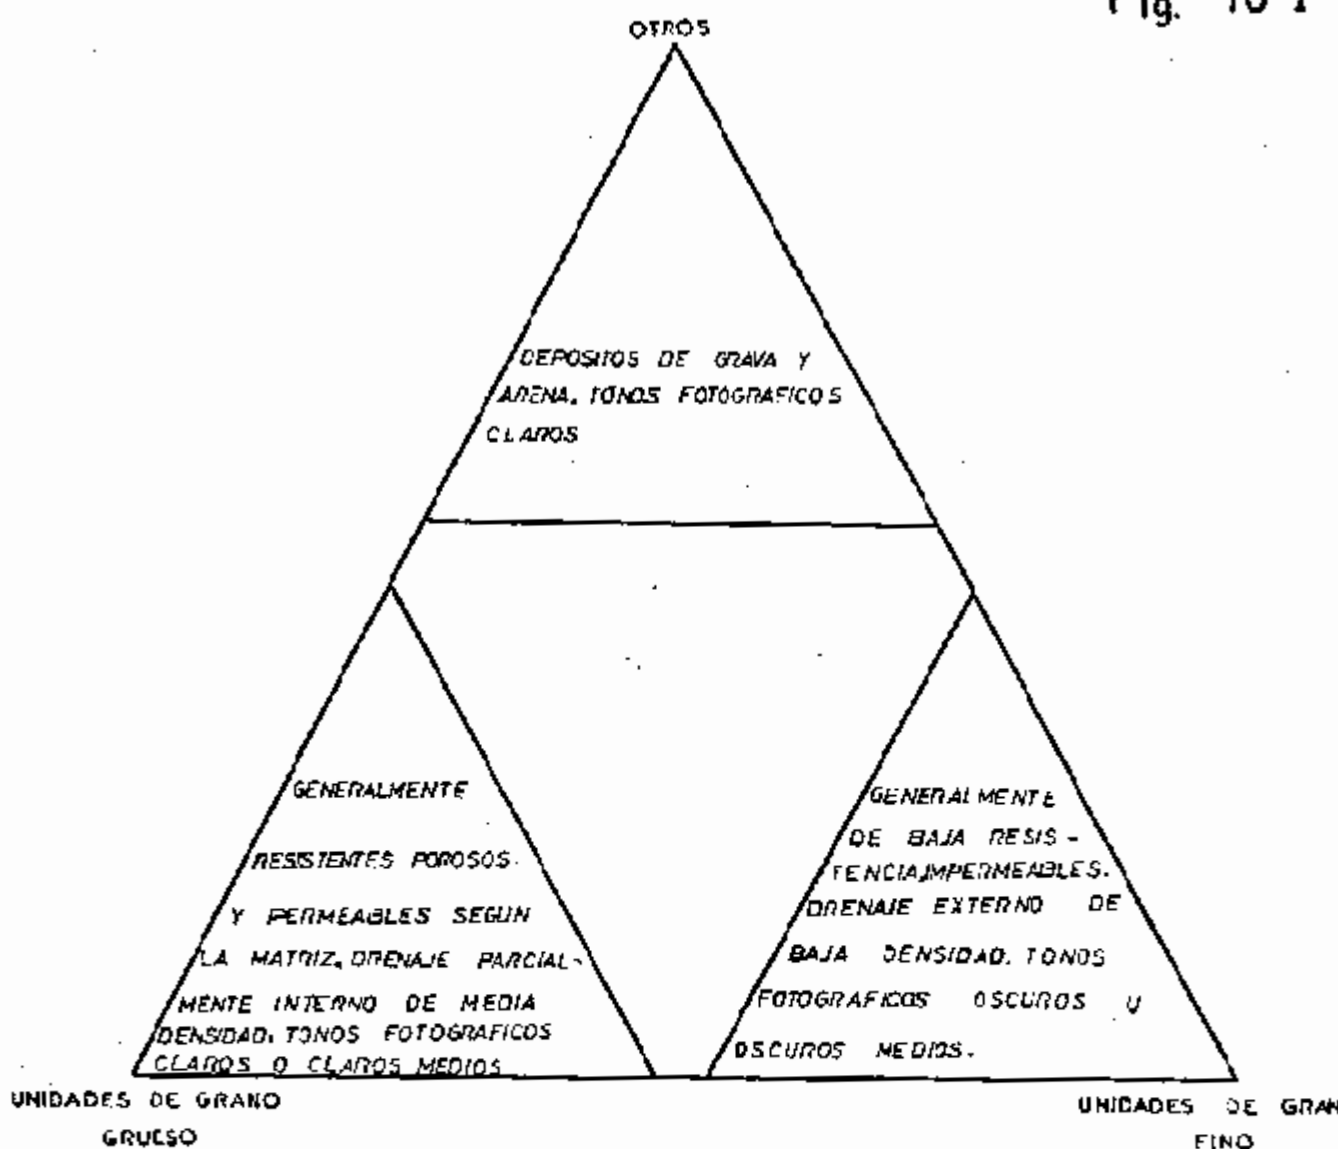 Fig. 10
OTROS
DEPOSITOS DE GRAVA Y
ARENA. TONOS FOTOGRAFICOS
CLAROS
GENERALMENTE
RESISTENTES POROSOS
Y PERMEABLES SEGUN
LA MATRIZ. DRENAJE PARCIAL-
MENTE INTERNO DE MEDIA
DENSIDAD. TONOS FOTOGRAFICOS
CLAROS O CLAROS MEDIOS
GENERALMENTE
DE BAJA RESIS-
TENCIA,IMPERMEABLES.
DRENAJE EXTERNO DE
BAJA DENSIDAD. TONOS
FOTOGRAFICOS OSCUROS U
OSCUROS MEDIOS.
UNIDADES DE GRANO
GRUESO
UNIDADES DE GRAN
FINO